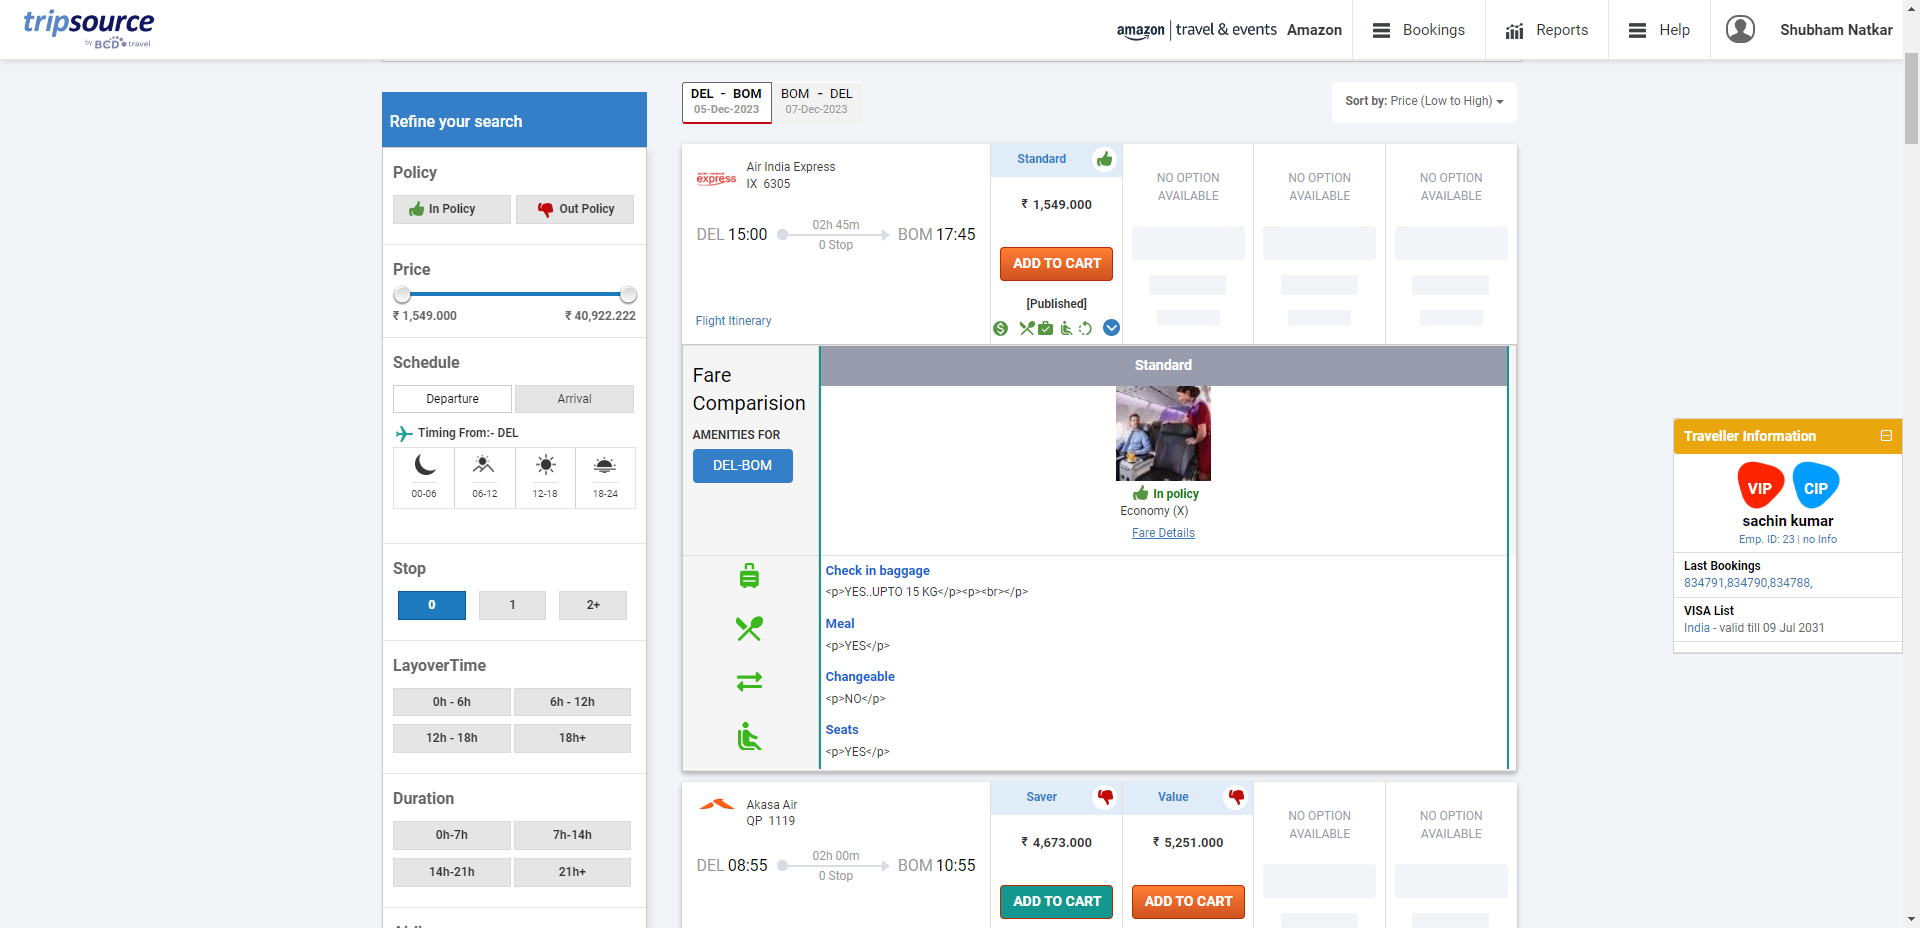 tripsource
by BCD travel
amazon | travel & events Amazon
Bookings
Reports
Help
Shubham Natkar
DEL - BOM
05-Dec-2023
BOM - DEL
07-Dec-2023
Sort by: Price (Low to High)
Refine your search
Policy
In Policy
Out Policy
Price
₹ 1,549.000
₹ 40,922.222
Schedule
Departure
Arrival
Timing From:- DEL
00-06
06-12
12-18
18-24
Stop
0
1
2+
LayoverTime
0h - 6h
6h - 12h
12h - 18h
18h+
Duration
0h-7h
7h-14h
14h-21h
21h+
express
Air India Express
IX 6305
DEL 15:00
02h 45m
0 Stop
BOM 17:45
Flight Itinerary
Standard
₹ 1,549.000
ADD TO CART
[Published]
NO OPTION
AVAILABLE
NO OPTION
AVAILABLE
NO OPTION
AVAILABLE
Fare
Comparision
AMENITIES FOR
DEL-BOM
Standard
In policy
Economy (X)
Fare Details
Check in baggage
<p>YES..UPTO 15 KG</p><p><br></p>
Meal
<p>YES</p>
Changeable
<p>NO</p>
Seats
<p>YES</p>
Akasa Air
QP 1119
DEL 08:55
02h 00m
0 Stop
BOM 10:55
Saver
₹ 4,673.000
ADD TO CART
Value
₹ 5,251.000
ADD TO CART
NO OPTION
AVAILABLE
NO OPTION
AVAILABLE
Traveller Information
VIP
CIP
sachin kumar
Emp. ID: 23 | no Info
Last Bookings
834791,834790,834788,
VISA List
India - valid till 09 Jul 2031